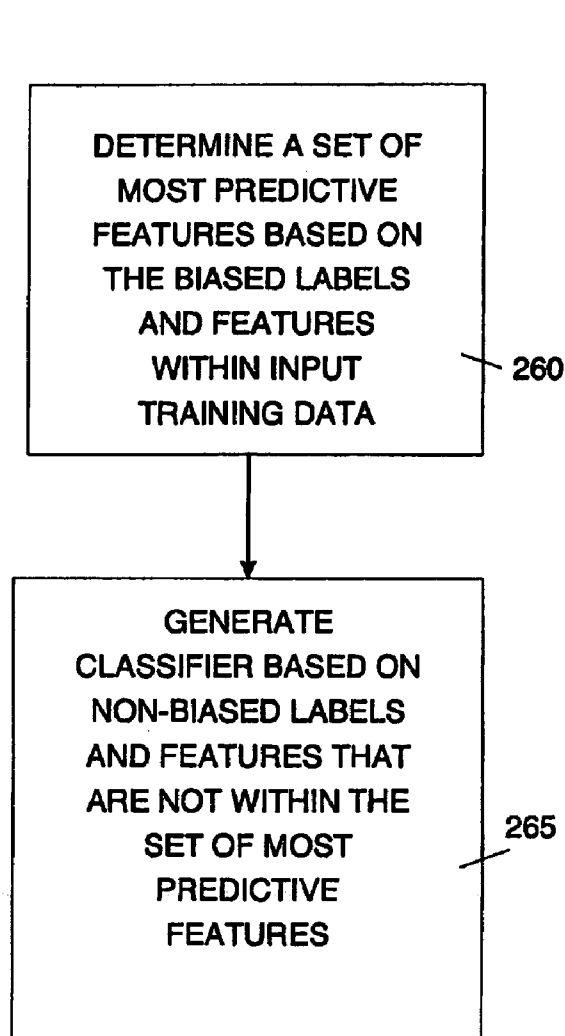 DETERMINE A SET OF
MOST PREDICTIVE
FEATURES BASED ON
THE BIASED LABELS
AND FEATURES
WITHIN INPUT
TRAINING DATA
260
GENERATE
CLASSIFIER BASED ON
NON-BIASED LABELS
AND FEATURES THAT
ARE NOT WITHIN THE
SET OF MOST
PREDICTIVE
FEATURES
265